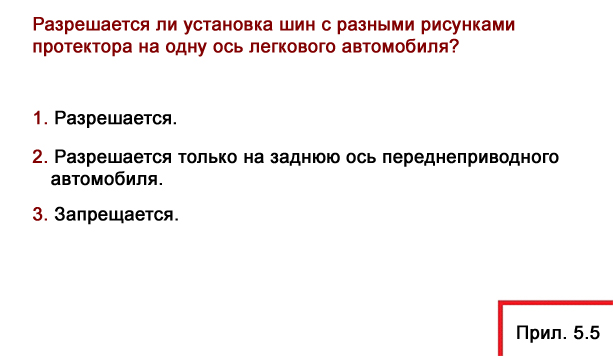 Разрешается ли установка шин с разными рисунками
протектора на одну ось легкового автомобиля?
1. Разрешается.
2. Разрешается только на заднюю ось переднеприводного
автомобиля.
3. Запрещается.
Прил. 5.5